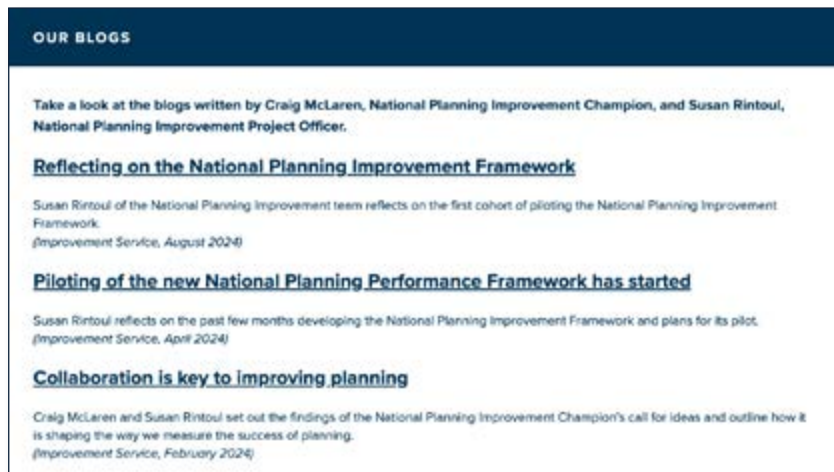 OUR BLOGS
Take a look at the blogs written by Craig McLaren, National Planning Improvement Champion, and Susan Rintoul,
National Planning Improvement Project Officer.
Reflecting on the National Planning Improvement Framework
Susan Rintoul of the National Planning Improvement team reflects on the first cohort of piloting the National Planning Improvement
Framework.
(Improvement Service, August 2024)
Piloting of the new National Planning Performance Framework has started
Susan Rintoul reflects on the past few months developing the National Planning Improvement Framework and plans for its pilot.
(Improvement Service, April 2024)
Collaboration is key to improving planning
Craig McLaren and Susan Rintoul set out the findings of the National Planning Improvement Champion's call for ideas and outline how it
is shaping the way we measure the success of planning.
(Improvement Service, February 2024)